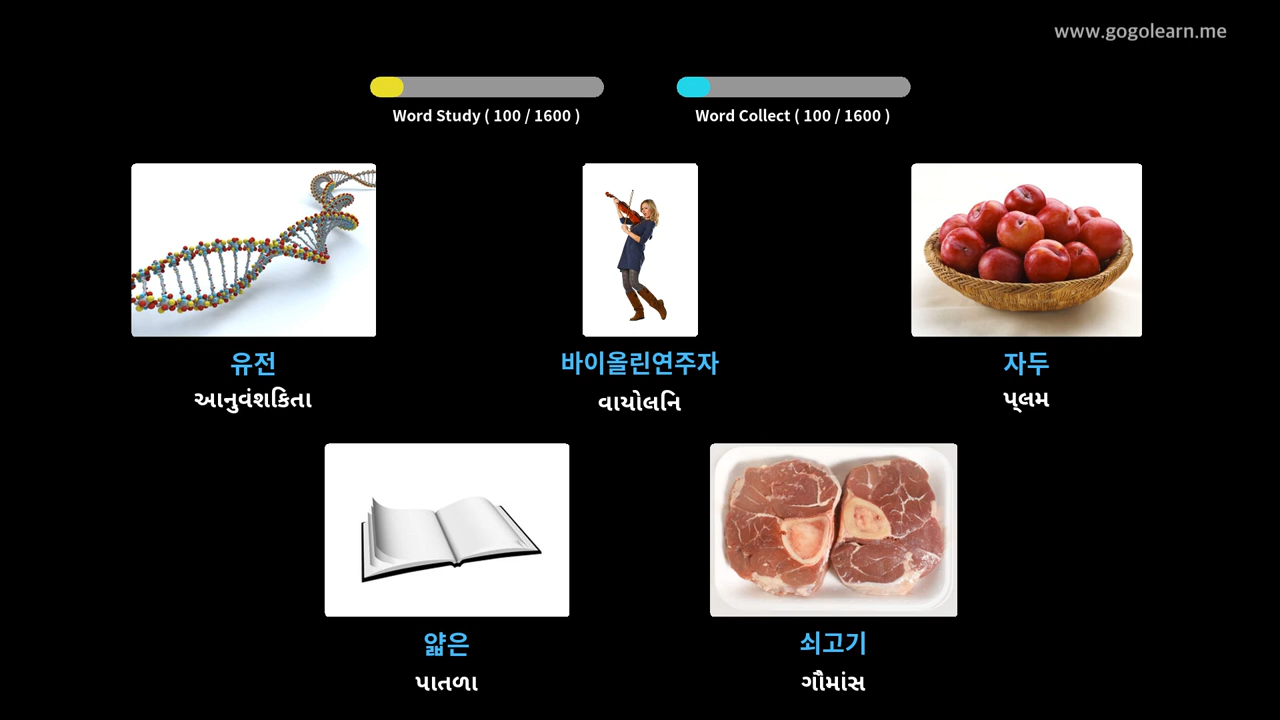 www.gogolearn.me
Word Study ( 100 / 1600 )
Word Collect ( 100 / 1600 )
유전
바이올린연주자
자두
આનુવંશકિતા
વાયોલનિ
પ્લમ
얇은
쇠고기
પાતળા
ગૌમાંસ